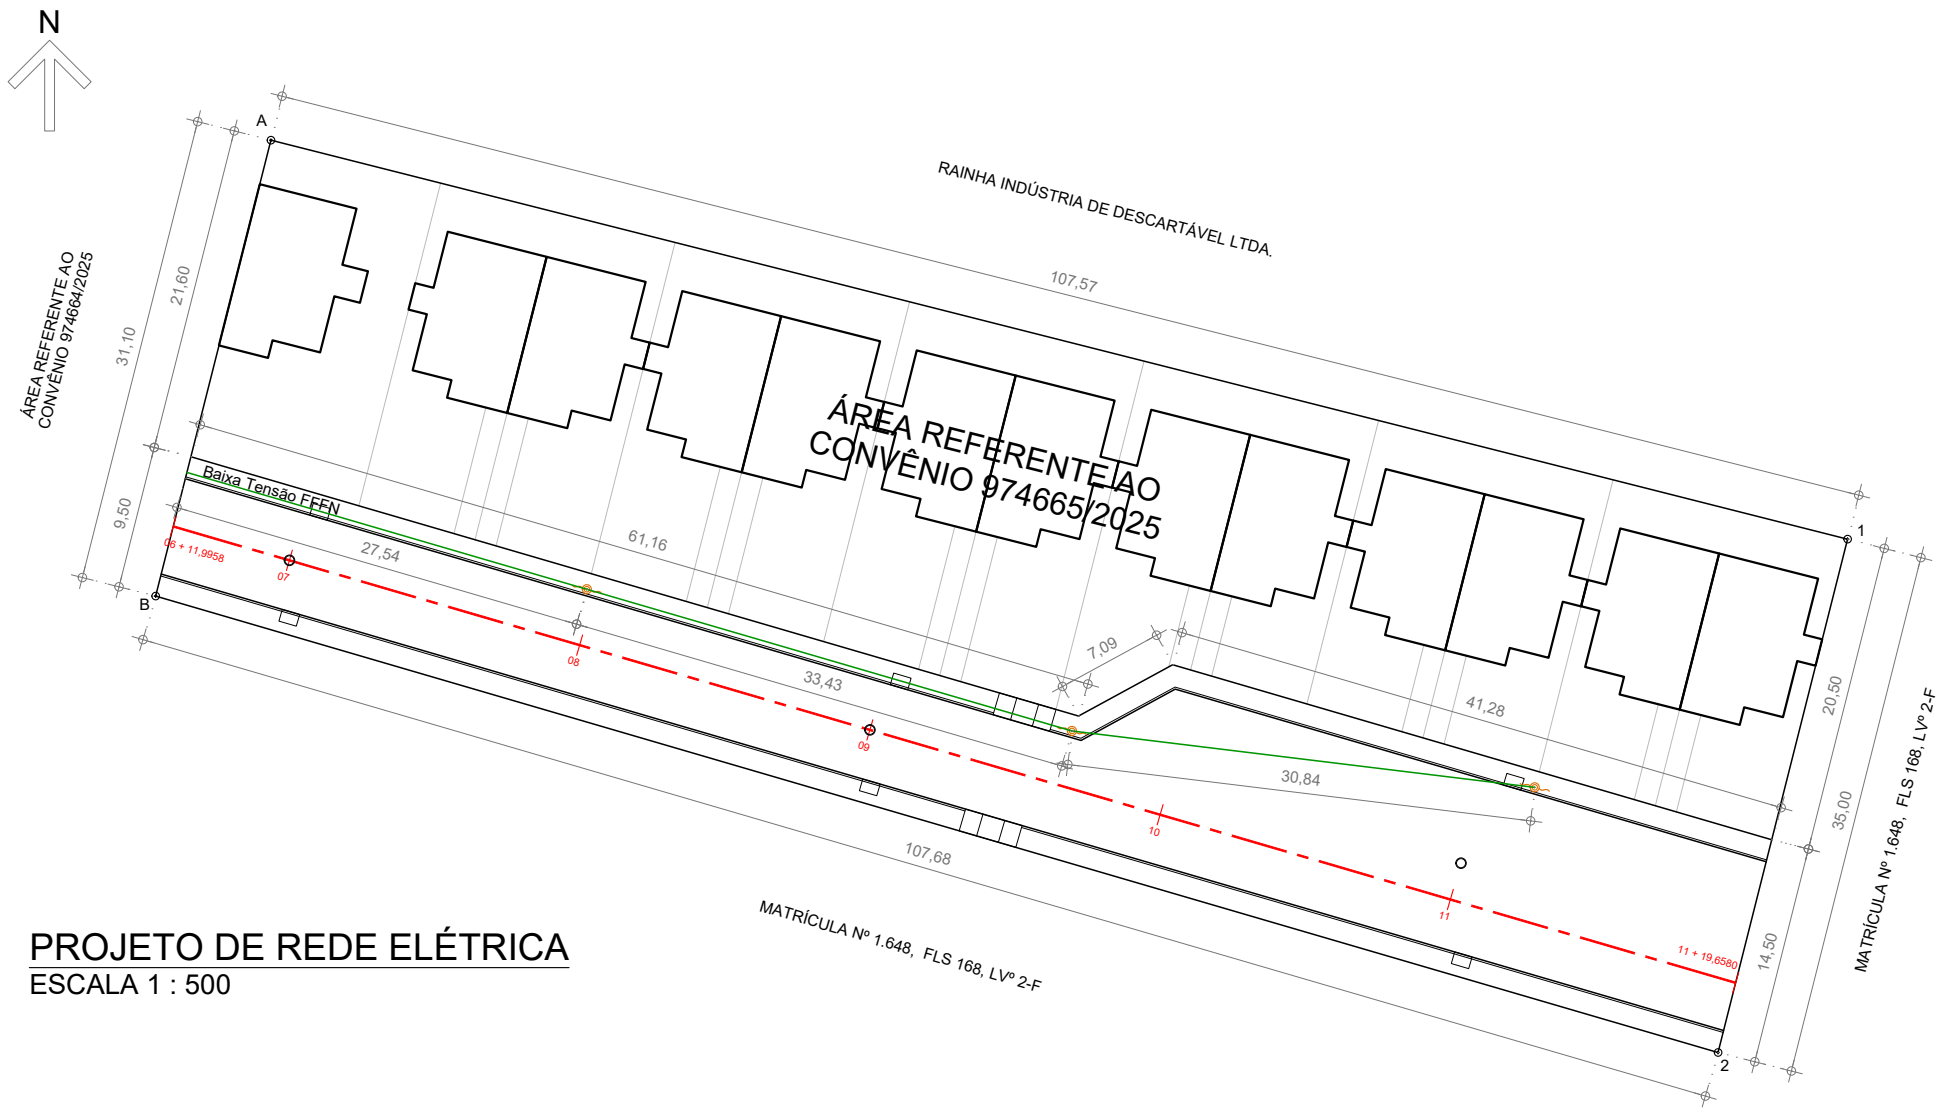 N
A
RAINHA INDÚSTRIA DE DESCARTÁVEL LTDA.
107,57
ÁREA REFERENTE AO
CONVÊNIO 974664/2025
31,10
21,60
9,50
ÁREA REFERENTE AO
CONVÊNIO 974665/2025
1
Baixa Tensão FFFN
06 + 11,9958
07
27,54
61,16
B
08
33,43
7,09
41,28
20,50
35,00
MATRÍCULA Nº 1.648, FLS 168, LVº 2-F
09
30,84
10
107,68
11
11 + 19,6580
14,50
MATRÍCULA Nº 1.648, FLS 168, LVº 2-F
2
PROJETO DE REDE ELÉTRICA
ESCALA 1 : 500